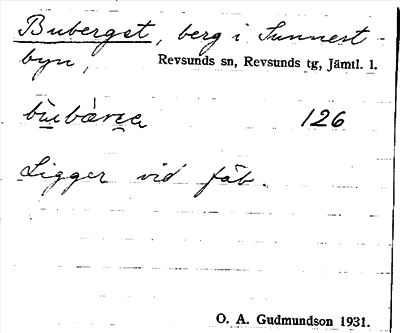 Buberget, berg i Sunnerst-
byn, Revsunds sn, Revsunds tg, Jämtl. l.
126
Ligger vid fäb.
O. A. Gudmundson 1931.